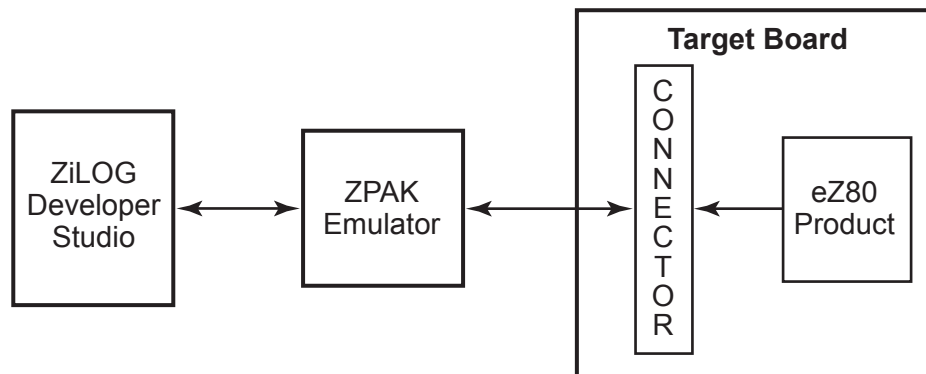 Target Board
ZiLOG
Developer
Studio
ZPAK
Emulator
C
O
N
N
E
C
T
O
R
eZ80
Product